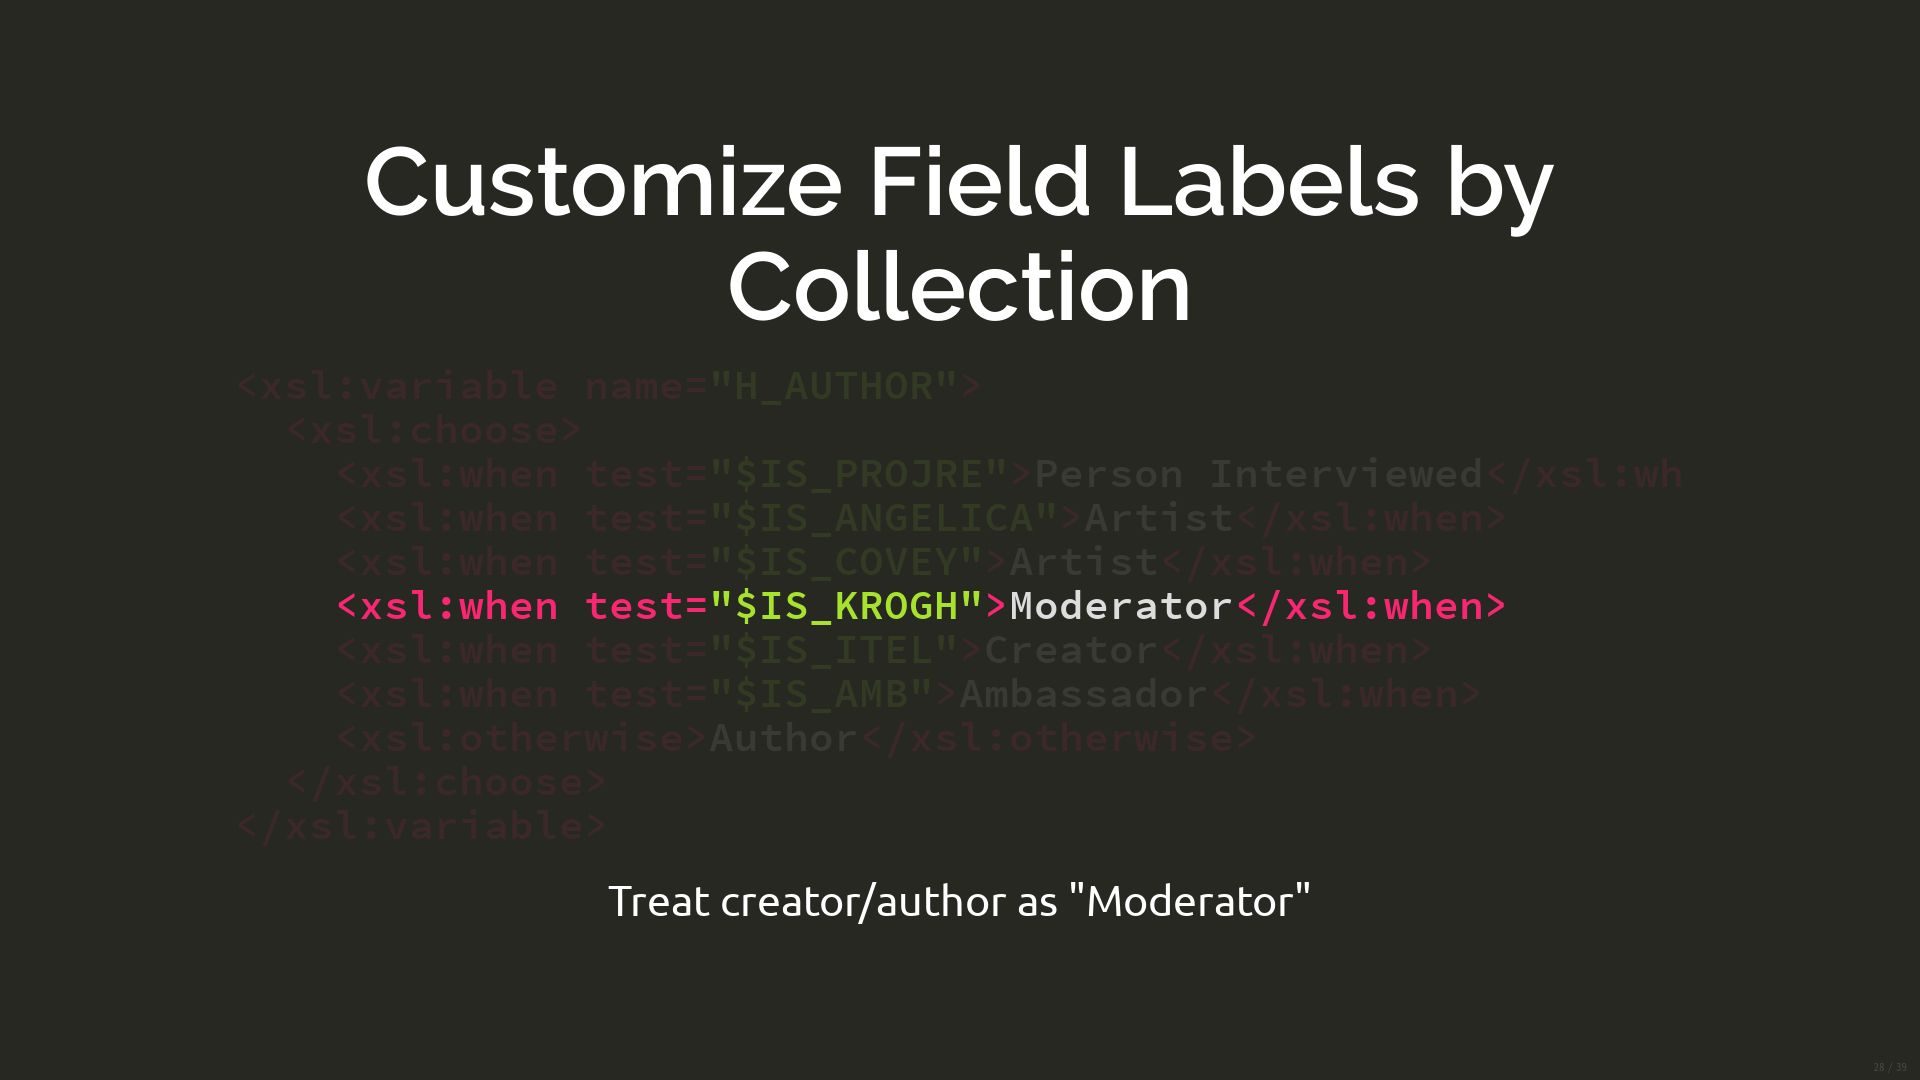 Customize Field Labels by
Collection
<xsl:variable name="H_AUTHOR">
  <xsl:choose>
    <xsl:when test="$IS_PROJRE">Person Interviewed</xsl:wh
    <xsl:when test="$IS_ANGELICA">Artist</xsl:when>
    <xsl:when test="$IS_COVEY">Artist</xsl:when>
    <xsl:when test="$IS_KROGH">Moderator</xsl:when>
    <xsl:when test="$IS_ITEL">Creator</xsl:when>
    <xsl:when test="$IS_AMB">Ambassador</xsl:when>
    <xsl:otherwise>Author</xsl:otherwise>
  </xsl:choose>
</xsl:variable>
Treat creator/author as "Moderator"
28 / 39